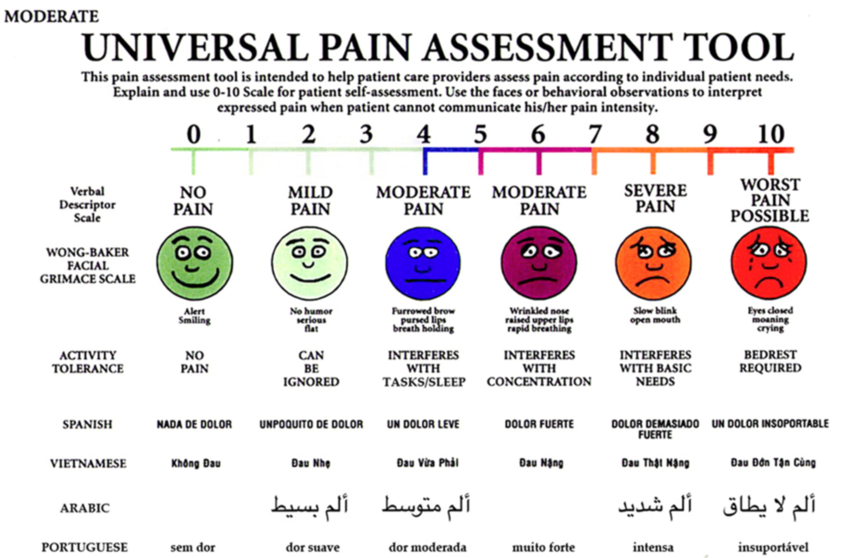 MODERATE
UNIVERSAL PAIN ASSESSMENT TOOL
This pain assessment tool is intended to help patient care providers assess pain according to individual patient needs.
Explain and use 0-10 Scale for patient self-assessment. Use the faces or behavioral observations to interpret
expressed pain when patient cannot communicate his/her pain intensity.
0 1 2 3 4 5 6 7 8 9 10
Verbal
Descriptor
Scale
NO
PAIN
MILD
PAIN
MODERATE
PAIN
MODERATE
PAIN
SEVERE
PAIN
WORST
PAIN
POSSIBLE
WONG-BAKER
FACIAL
GRIMACE SCALE
Alert
Smiling
No humor
serious
flat
Furrowed brow
pursed lips
breath holding
Wrinkled nose
raised upper lips
rapid breathing
Slow blink
open mouth
Eyes closed
moaning
crying
ACTIVITY
TOLERANCE
NO
PAIN
CAN
BE
IGNORED
INTERFERES
WITH
TASKS/SLEEP
INTERFERES
WITH
CONCENTRATION
INTERFERES
WITH BASIC
NEEDS
BEDREST
REQUIRED
SPANISH
NADA DE DOLOR
UNPOQUITO DE DOLOR
UN DOLOR LEVE
DOLOR FUERTE
DOLOR DEMASIADO
FUERTE
UN DOLOR INSOPORTABLE
VIETNAMESE
Không Đau
Đau Nhẹ
Đau Vừa Phải
Đau Nặng
Đau Thật Nặng
Đau Đớn Tận Cùng
ARABIC
ألم بسيط
ألم متوسط
ألم شديد
ألم لا يطاق
PORTUGUESE
sem dor
dor suave
dor moderada
muito forte
intensa
insuportável